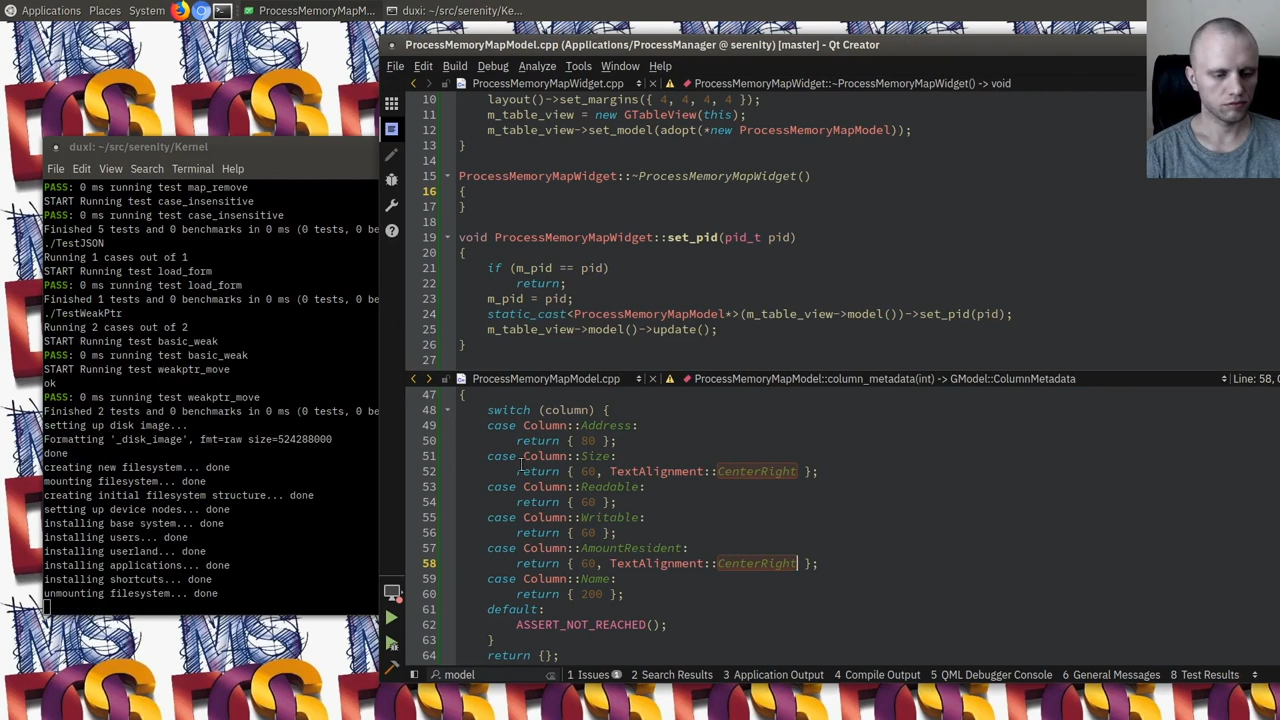 Applications Places System
ProcessMemoryMapM...
duxi: ~/src/serenity/Ke...
ProcessMemoryMapModel.cpp (Applications/ProcessManager @ serenity) [master] - Qt Creator
File Edit Build Debug Analyze Tools Window Help
ProcessMemoryMapWidget.cpp ProcessMemoryMapWidget::~ProcessMemoryMapWidget() -> void
10 layout()->set_margins({ 4, 4, 4, 4 });
11 m_table_view = new GTableView(this);
12 m_table_view->set_model(adopt(*new ProcessMemoryMapModel));
13 }
14
15 ProcessMemoryMapWidget::~ProcessMemoryMapWidget()
16 {
17 }
18
19 void ProcessMemoryMapWidget::set_pid(pid_t pid)
20 {
21 if (m_pid == pid)
22 return;
23 m_pid = pid;
24 static_cast<ProcessMemoryMapModel*>(m_table_view->model())->set_pid(pid);
25 m_table_view->model()->update();
26 }
27
ProcessMemoryMapModel.cpp ProcessMemoryMapModel::column_metadata(int) -> GModel::ColumnMetadata Line: 58,
47 {
48 switch (column) {
49 case Column::Address:
50 return { 80 };
51 case Column::Size:
52 return { 60, TextAlignment::CenterRight };
53 case Column::Readable:
54 return { 60 };
55 case Column::Writable:
56 return { 60 };
57 case Column::AmountResident:
58 return { 60, TextAlignment::CenterRight };
59 case Column::Name:
60 return { 200 };
61 default:
62 ASSERT_NOT_REACHED();
63 }
64 return {};
model 1 Issues 1 2 Search Results 3 Application Output 4 Compile Output 5 QML Debugger Console 6 General Messages 8 Test Results
duxi: ~/src/serenity/Kernel
File Edit View Search Terminal Help
PASS: 0 ms running test map_remove
START Running test case_insensitive
PASS: 0 ms running test case_insensitive
Finished 5 tests and 0 benchmarks in 0 ms (0 tests, 0 be
./TestJSON
Running 1 cases out of 1
START Running test load_form
PASS: 0 ms running test load_form
Finished 1 tests and 0 benchmarks in 0 ms (0 tests, 0 be
./TestWeakPtr
Running 2 cases out of 2
START Running test basic_weak
PASS: 0 ms running test basic_weak
START Running test weakptr_move
ok
PASS: 0 ms running test weakptr_move
Finished 2 tests and 0 benchmarks in 0 ms (0 tests, 0 be
setting up disk image...
Formatting '_disk_image', fmt=raw size=524288000
done
creating new filesystem... done
mounting filesystem... done
creating initial filesystem structure... done
setting up device nodes... done
installing base system... done
installing users... done
installing userland... done
installing applications... done
installing shortcuts... done
unmounting filesystem... done